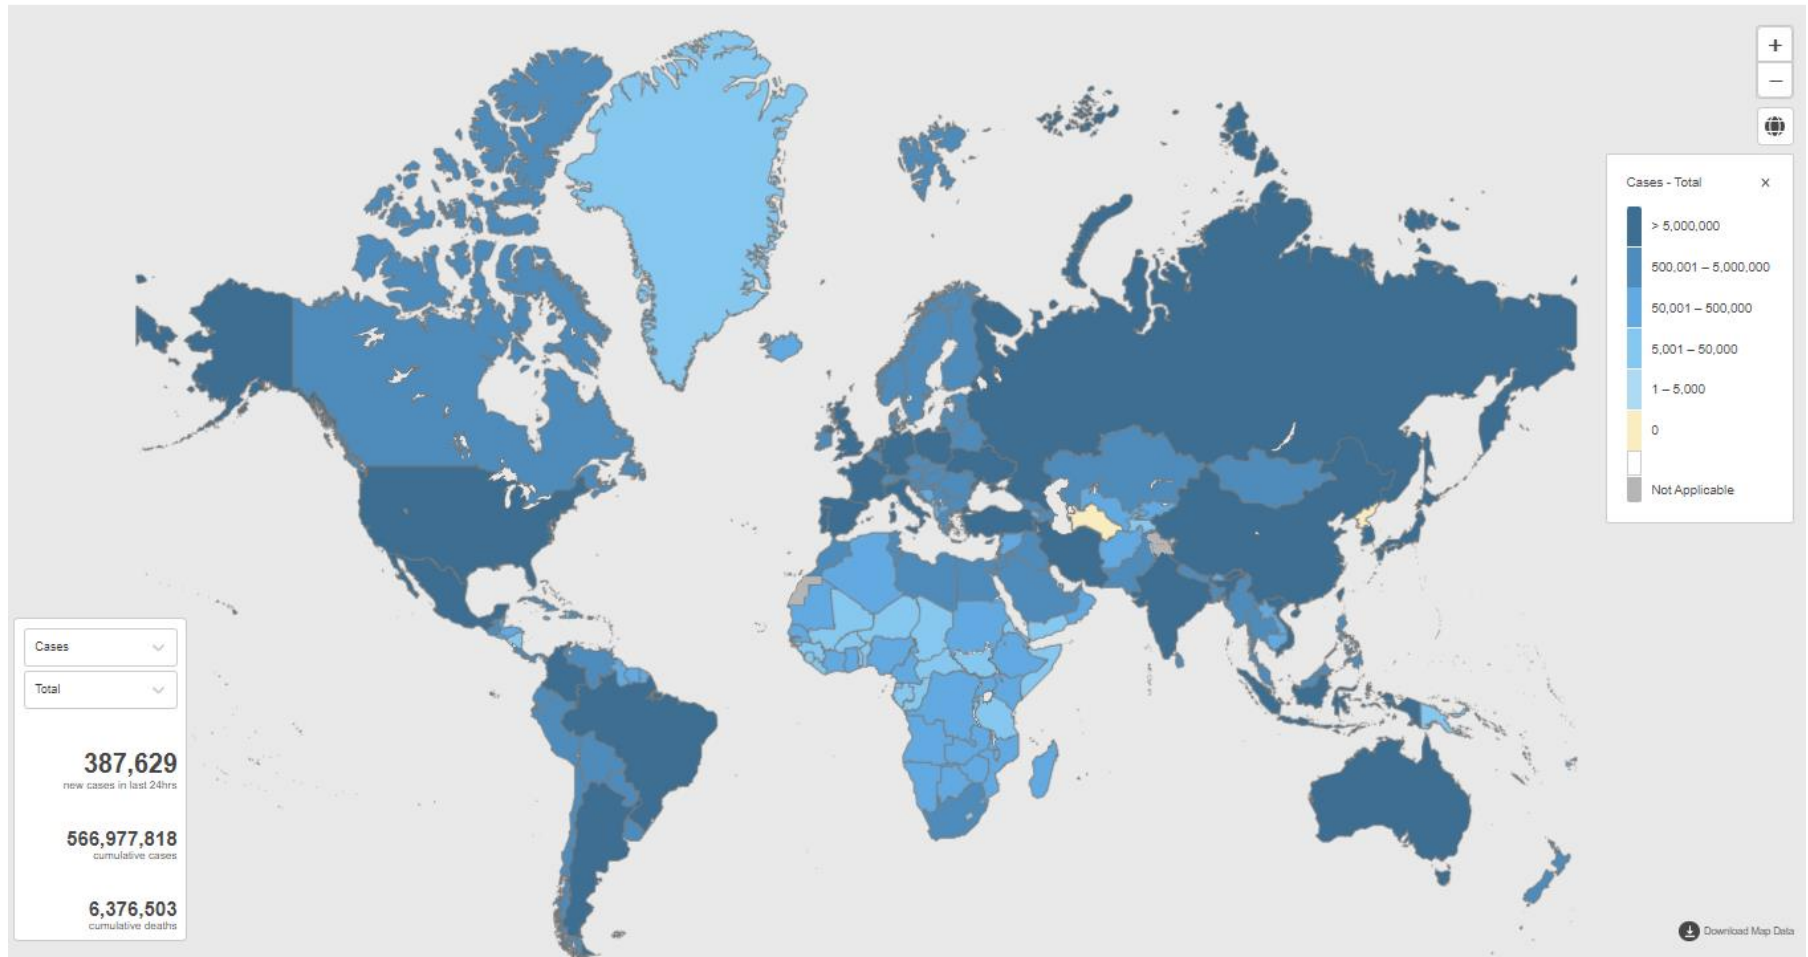 +
−
Cases - Total ×
> 5,000,000
500,001 – 5,000,000
50,001 – 500,000
5,001 – 50,000
1 – 5,000
0
Not Applicable
Cases
Total
387,629
new cases in last 24hrs
566,977,818
cumulative cases
6,376,503
cumulative deaths
Download Map Data